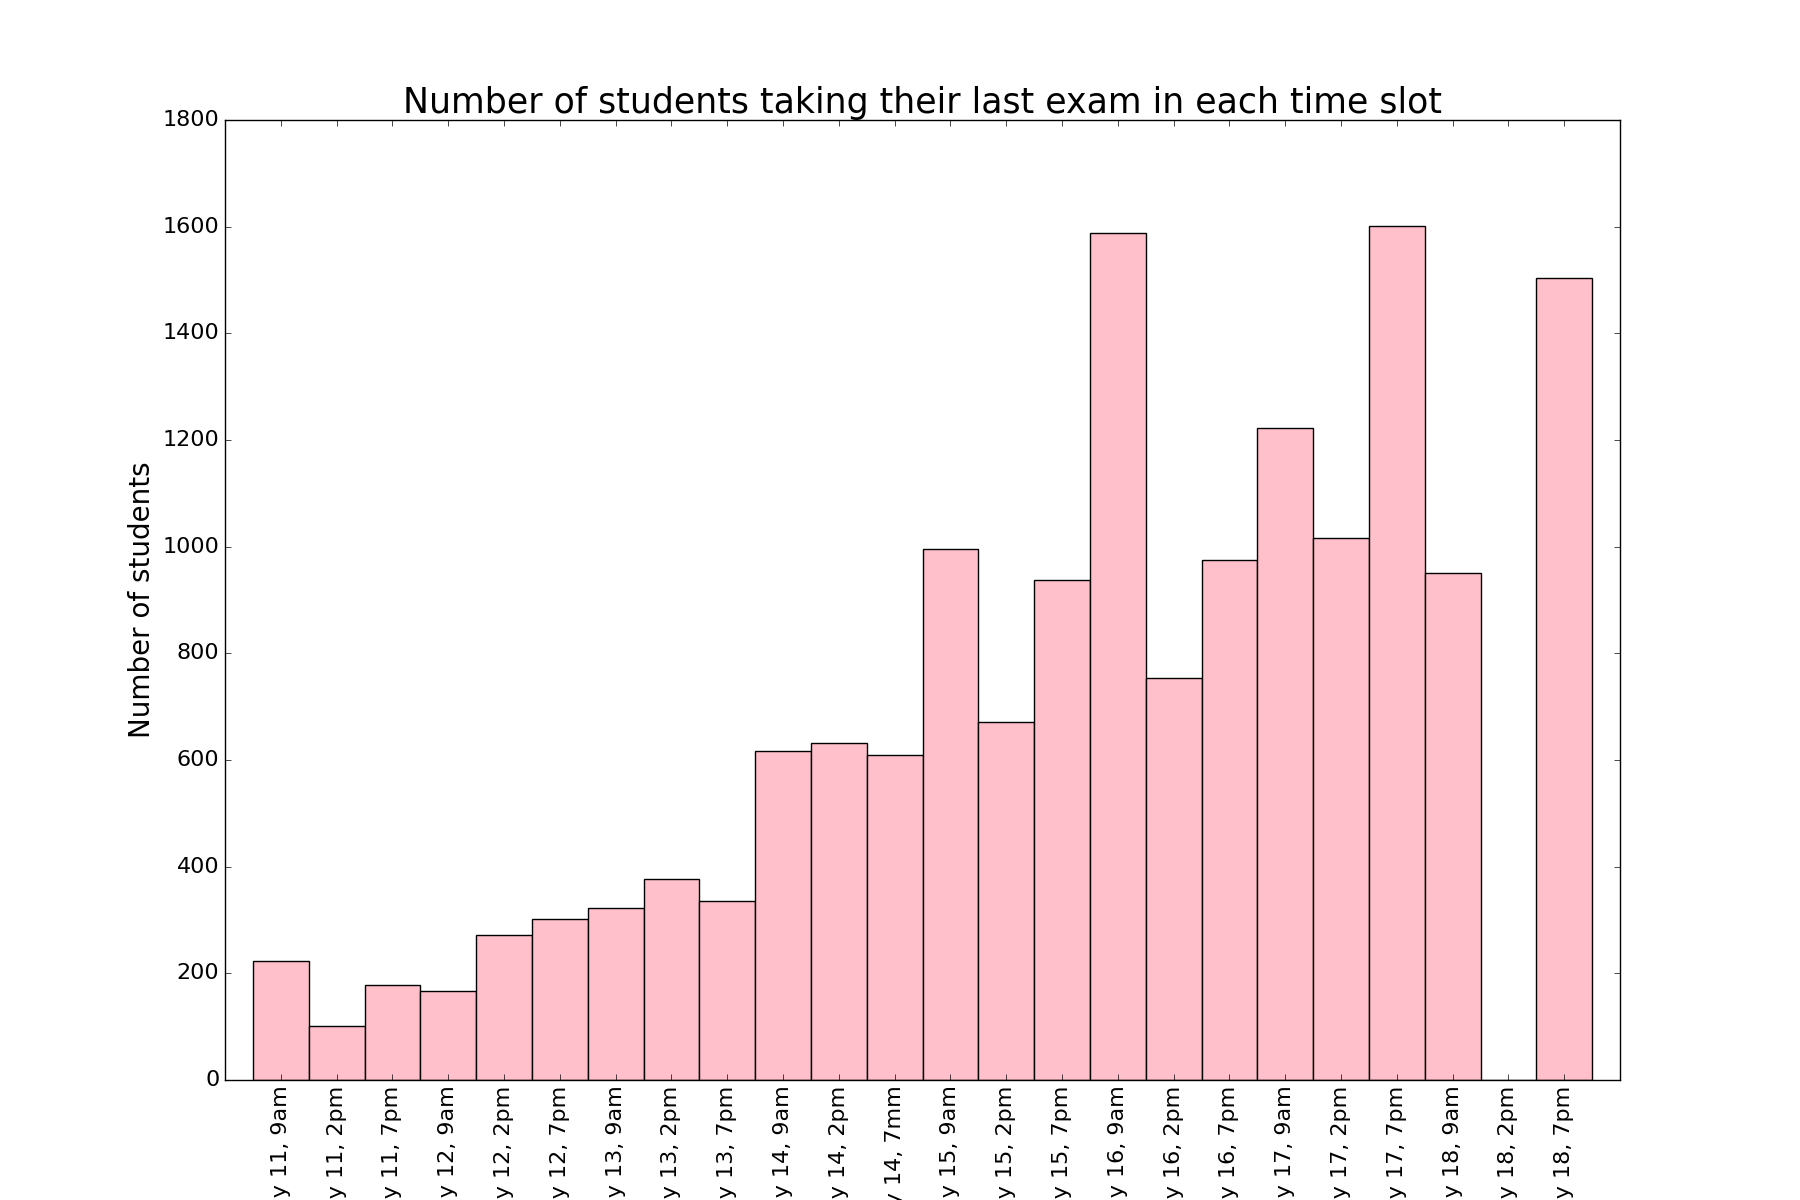 Number of students taking their last exam in each time slot
1800
1600
1400
1200
1000
800
600
400
200
0
Number of students
y 11, 9am
y 11, 2pm
y 11, 7pm
y 12, 9am
y 12, 2pm
y 12, 7pm
y 13, 9am
y 13, 2pm
y 13, 7pm
y 14, 9am
y 14, 2pm
y 14, 7mm
y 15, 9am
y 15, 2pm
y 15, 7pm
y 16, 9am
y 16, 2pm
y 16, 7pm
y 17, 9am
y 17, 2pm
y 17, 7pm
y 18, 9am
y 18, 2pm
y 18, 7pm